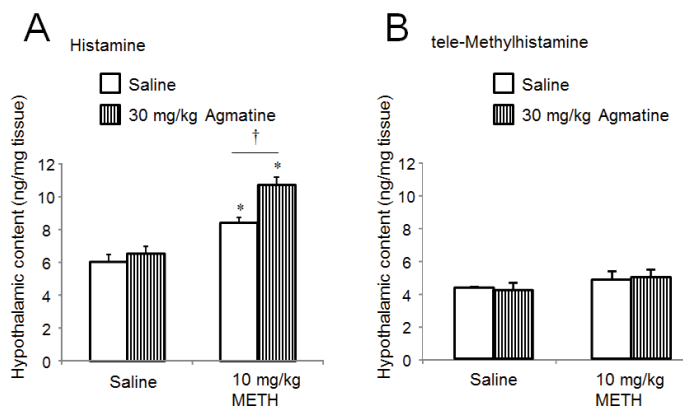 A
Histamine
Saline
30 mg/kg Agmatine
†
Hypothalamic content (ng/mg tissue)
12
10
8
6
4
2
0
*
*
Saline
10 mg/kg
METH
B
tele-Methylhistamine
Saline
30 mg/kg Agmatine
Hypothalamic content (ng/mg tissue)
12
10
8
6
4
2
0
Saline
10 mg/kg
METH